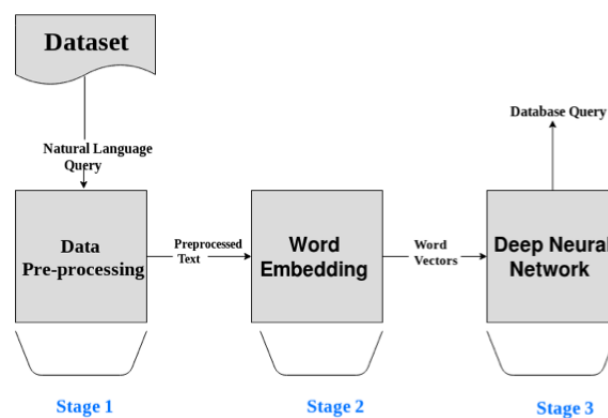 Dataset
Natural Language
Query
Data
Pre-processing
Preprocessed
Text
Word
Embedding
Word
Vectors
Deep Neural
Network
Database Query
Stage 1
Stage 2
Stage 3